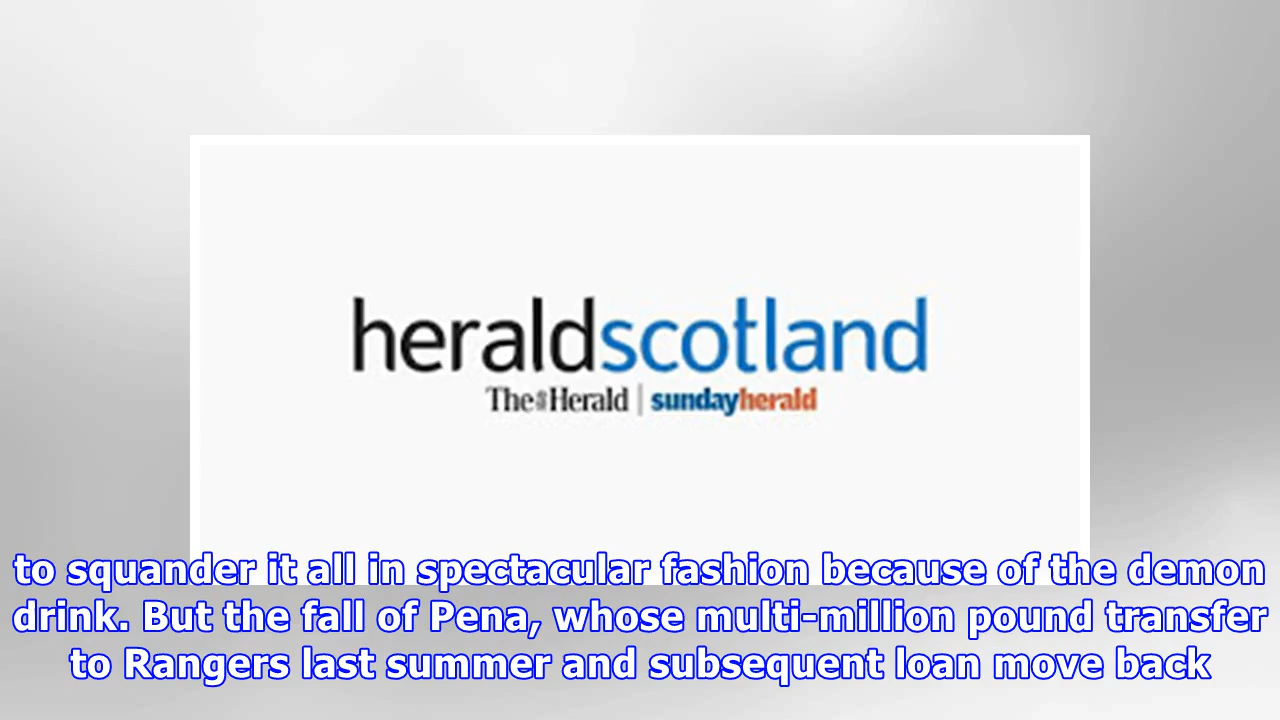 heraldscotland
The Herald | sundayherald
to squander it all in spectacular fashion because of the demon
drink. But the fall of Pena, whose multi-million pound transfer
to Rangers last summer and subsequent loan move back